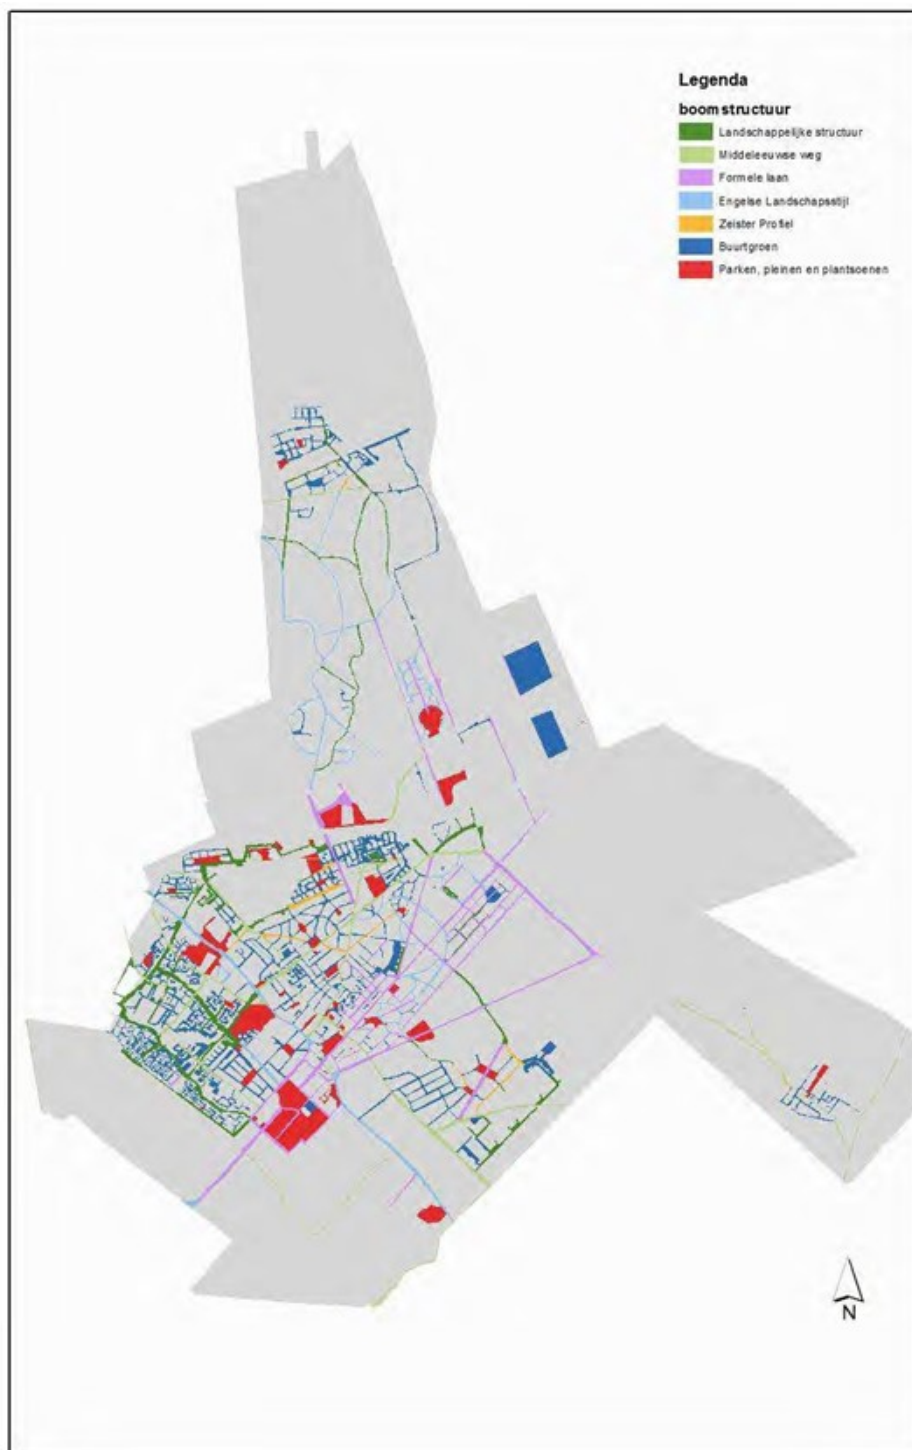 Legenda
boomstructuur
Landschappelijke structuur
Middeleeuwse weg
Formele laan
Engelse Landschapsstijl
Zeister Profiel
Buurtgroen
Parken, pleinen en plantsoenen
N